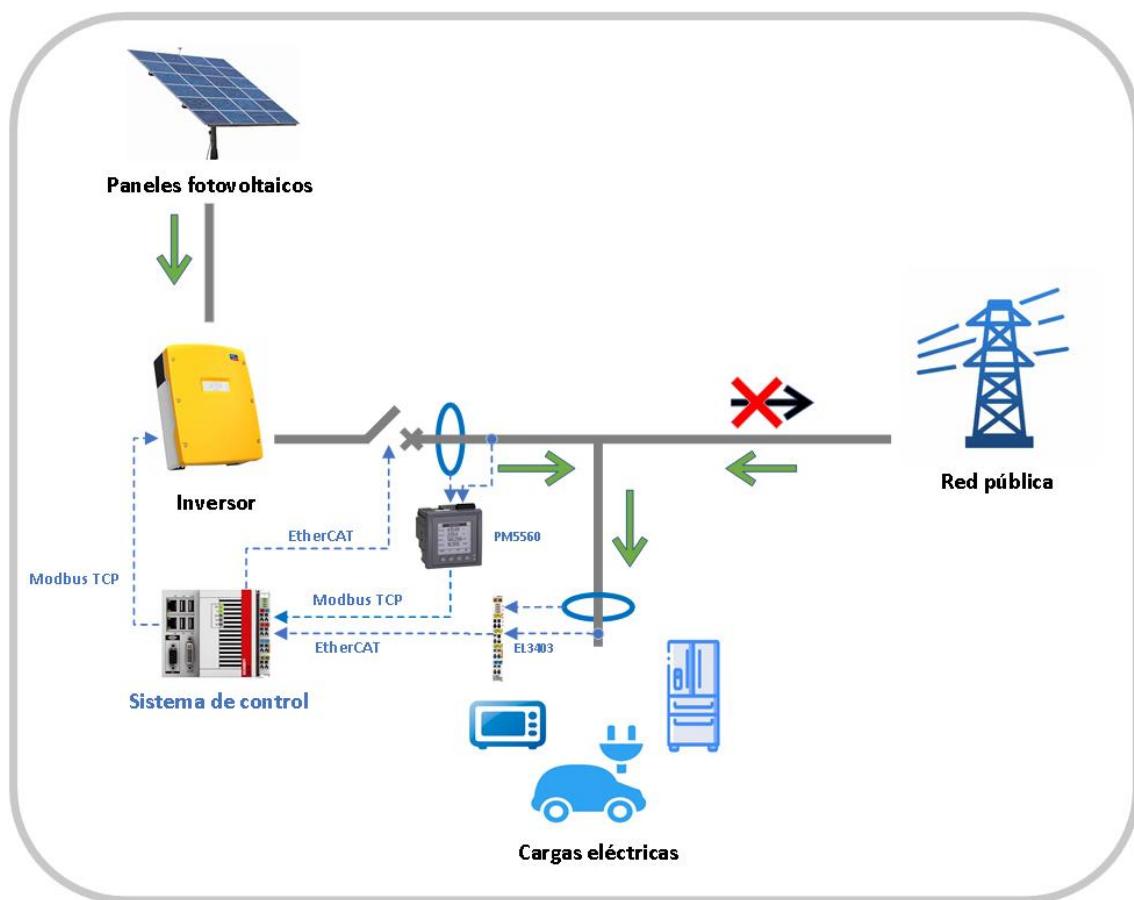 Paneles fotovoltaicos
Inversor
Red pública
EtherCAT
PM5560
Modbus TCP
Modbus TCP
EtherCAT
EL3403
Sistema de control
Cargas eléctricas